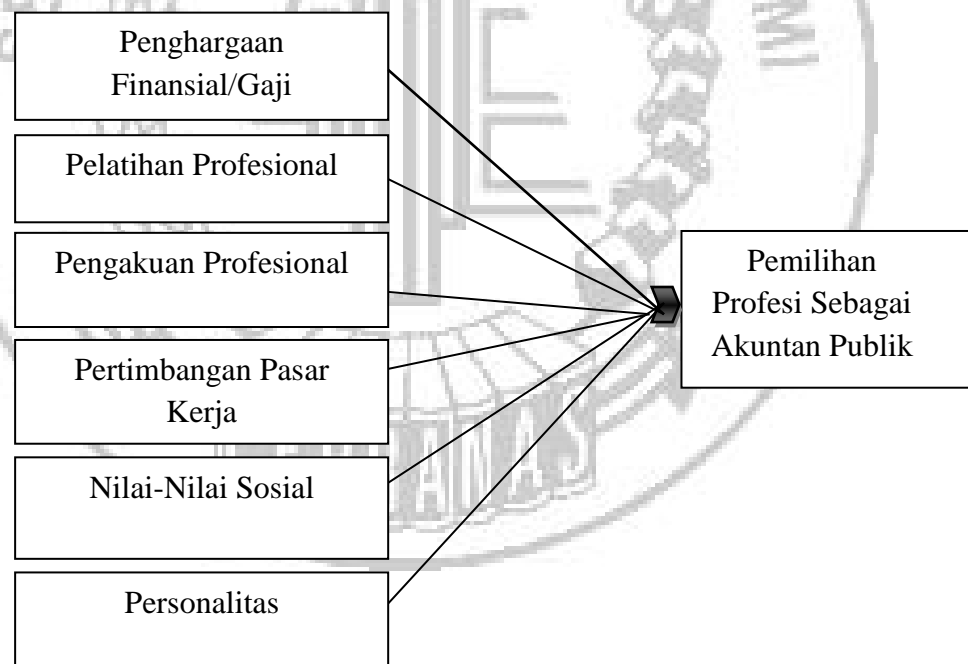 Penghargaan
Finansial/Gaji
Pelatihan Profesional
Pengakuan Profesional
Pertimbangan Pasar
Kerja
Nilai-Nilai Sosial
Personalitas
Pemilihan
Profesi Sebagai
Akuntan Publik